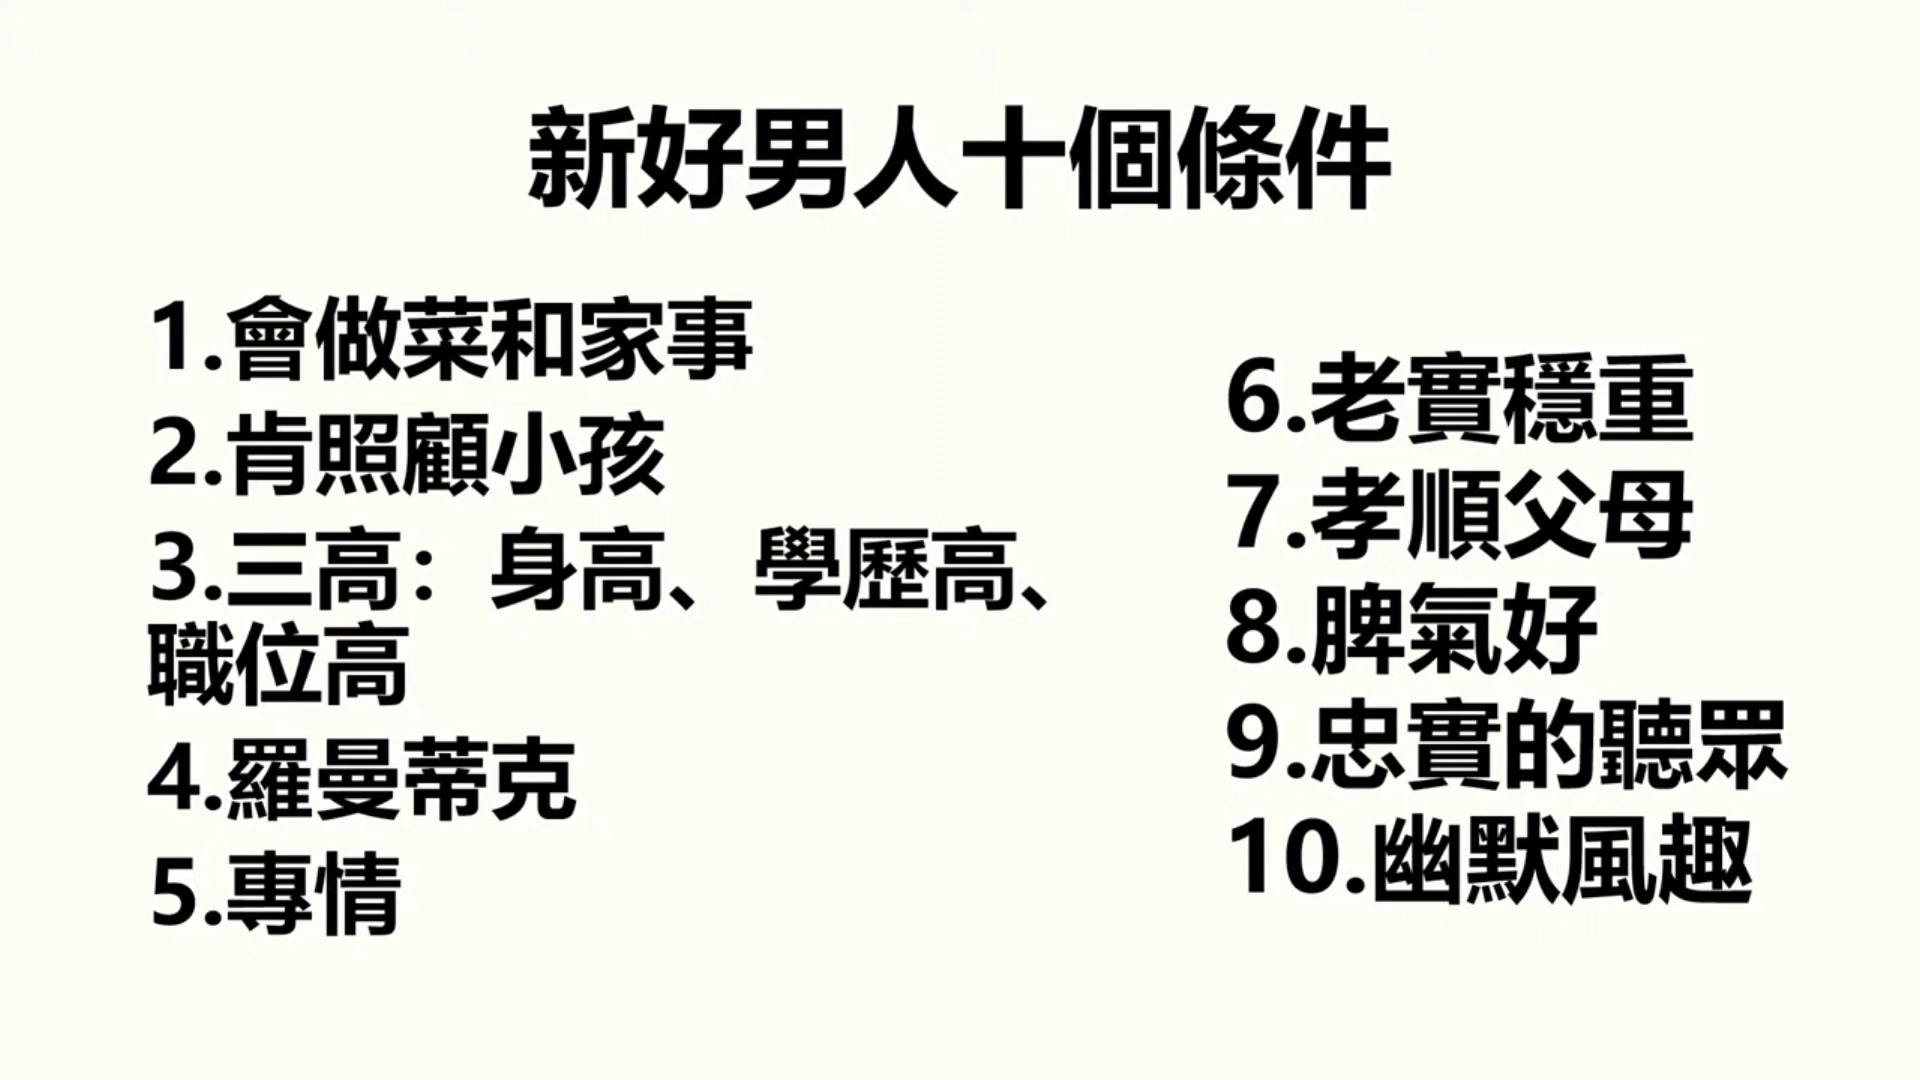 新好男人十個條件
1.會做菜和家事
2.肯照顧小孩
3.三高：身高、學歷高、
職位高
4.羅曼蒂克
5.專情
6.老實穩重
7.孝順父母
8.脾氣好
9.忠實的聽眾
10.幽默風趣